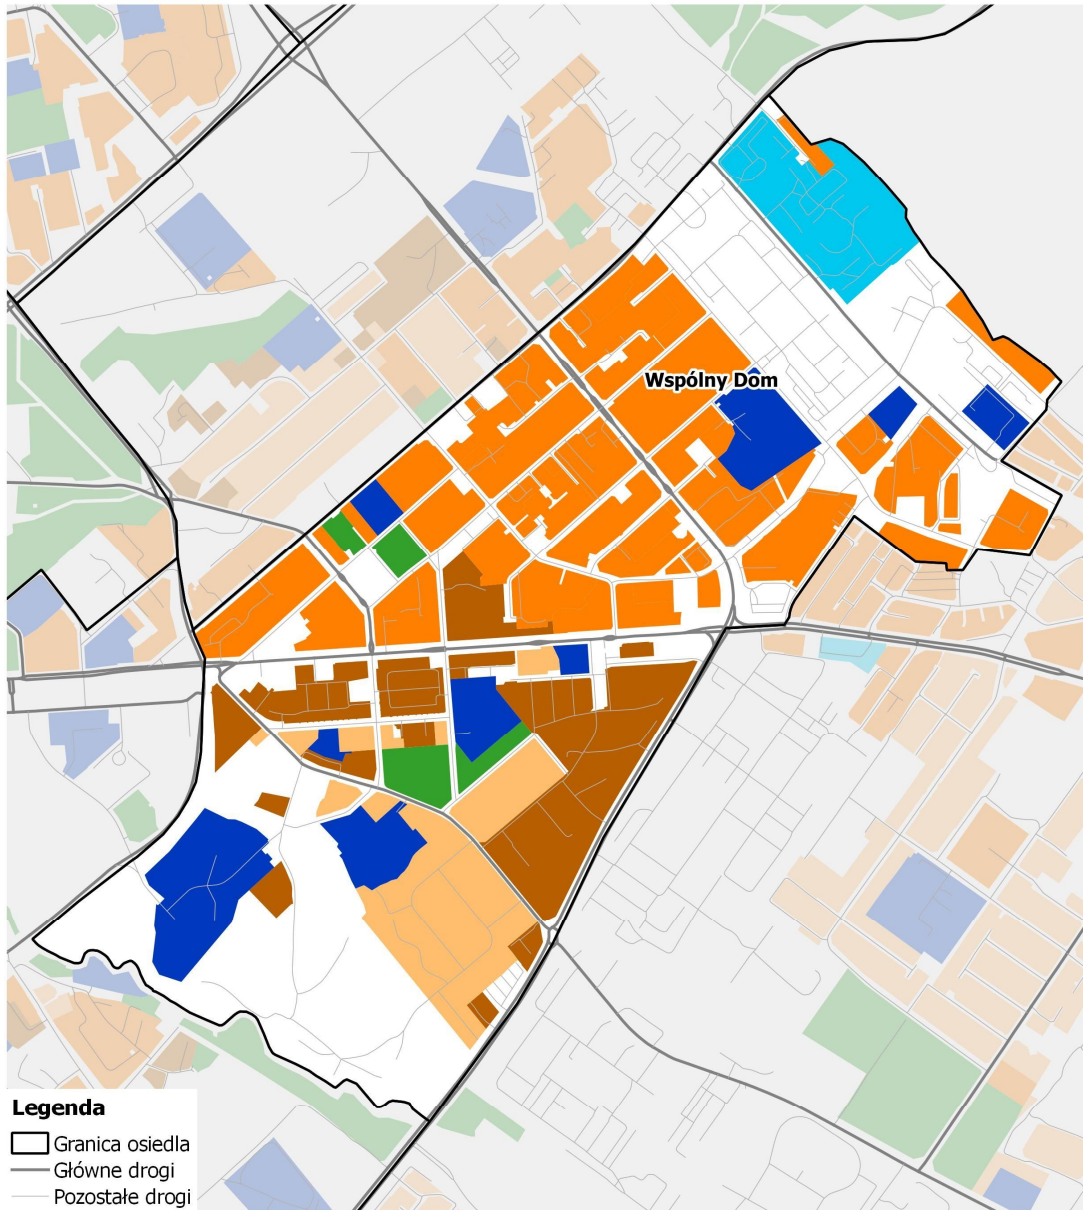 Wspólny Dom
Legenda
Granica osiedla
Główne drogi
Pozostałe drogi